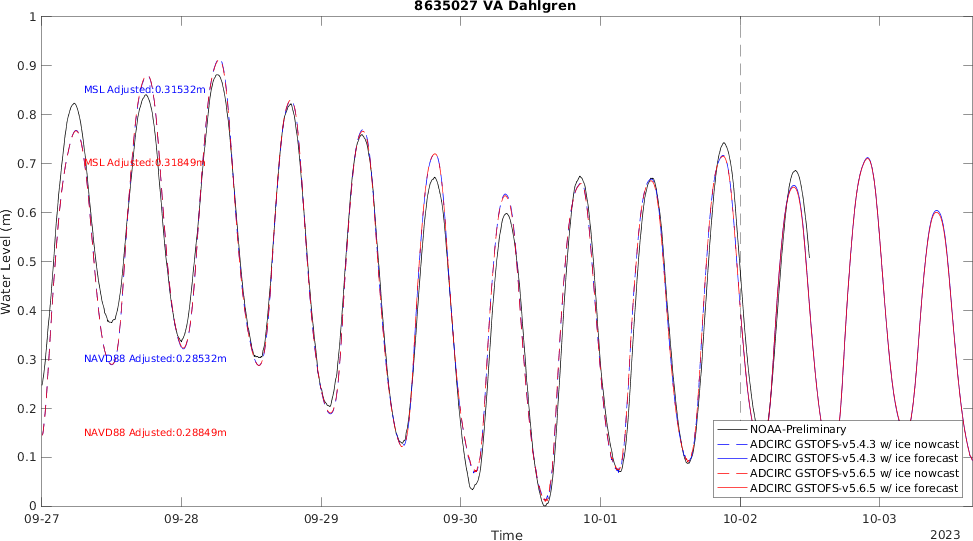 8635027 VA Dahlgren
1
0.9
0.8
0.7
0.6
0.5
0.4
0.3
0.2
0.1
0
Water Level (m)
MSL Adjusted:0.31532m
MSL Adjusted:0.31849m
NAVD88 Adjusted:0.28532m
NAVD88 Adjusted:0.28849m
NOAA-Preliminary
ADCIRC GSTOFS-v5.4.3 w/ ice nowcast
ADCIRC GSTOFS-v5.4.3 w/ ice forecast
ADCIRC GSTOFS-v5.6.5 w/ ice nowcast
ADCIRC GSTOFS-v5.6.5 w/ ice forecast
09-27 09-28 09-29 09-30 10-01 10-02 10-03
Time
2023